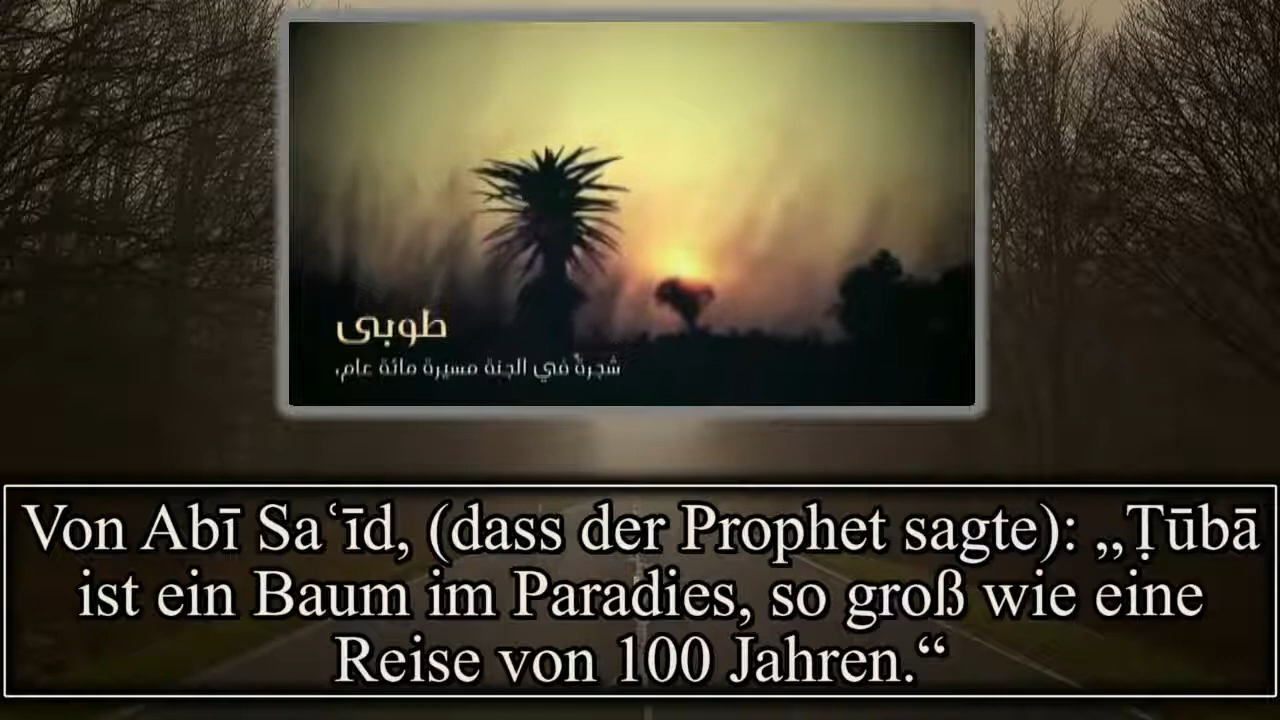 طوبى
شجرةٌ في الجنة مسيرة مائة عام،
Von Abī Saʿīd, (dass der Prophet sagte): „Ṭūbā
ist ein Baum im Paradies, so groß wie eine
Reise von 100 Jahren.“